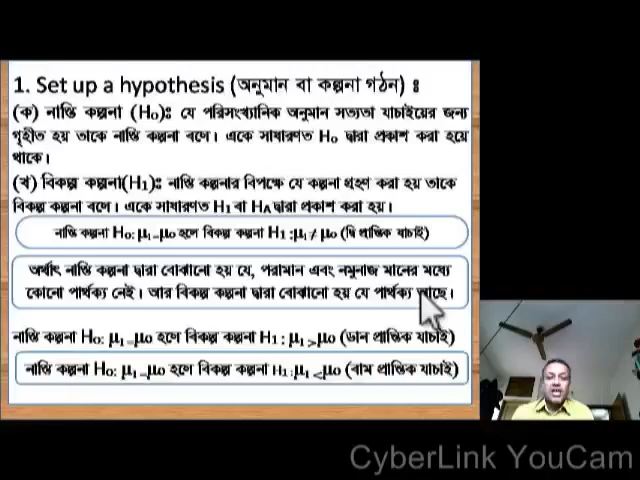 1. Set up a hypothesis (অনুমান বা কল্পনা গঠন) ঃ
(ক) নাস্তি কল্পনা (H₀)ঃ যে পরিসংখ্যানিক অনুমান সত্যতা যাচাইয়ের জন্য
গৃহীত হয় তাকে নাস্তি কল্পনা বলে। একে সাধারণত H₀ দ্বারা প্রকাশ করা হয়ে
থাকে।
(খ) বিকল্প কল্পনা(H₁)ঃ নাস্তি কল্পনার বিপক্ষে যে কল্পনা গ্রহণ করা হয় তাকে
বিকল্প কল্পনা বলে। একে সাধারণত H₁ বা Hᴀ দ্বারা প্রকাশ করা হয়।
নাস্তি কল্পনা H₀: μ₁=μ₀ হলে বিকল্প কল্পনা H₁ :μ₁≠ μ₀ (দ্বি প্রান্তিক যাচাই)
অর্থাৎ নাস্তি কল্পনা দ্বারা বোঝানো হয় যে, পরামান এবং নমুনাজ মানের মধ্যে
কোনো পার্থক্য নেই। আর বিকল্প কল্পনা দ্বারা বোঝানো হয় যে পার্থক্য আছে।
নাস্তি কল্পনা H₀: μ₁=μ₀ হলে বিকল্প কল্পনা H₁ : μ₁>μ₀ (ডান প্রান্তিক যাচাই)
নাস্তি কল্পনা H₀: μ₁=μ₀ হলে বিকল্প কল্পনা H₁ :μ₁<μ₀ (বাম প্রান্তিক যাচাই)
CyberLink YouCam